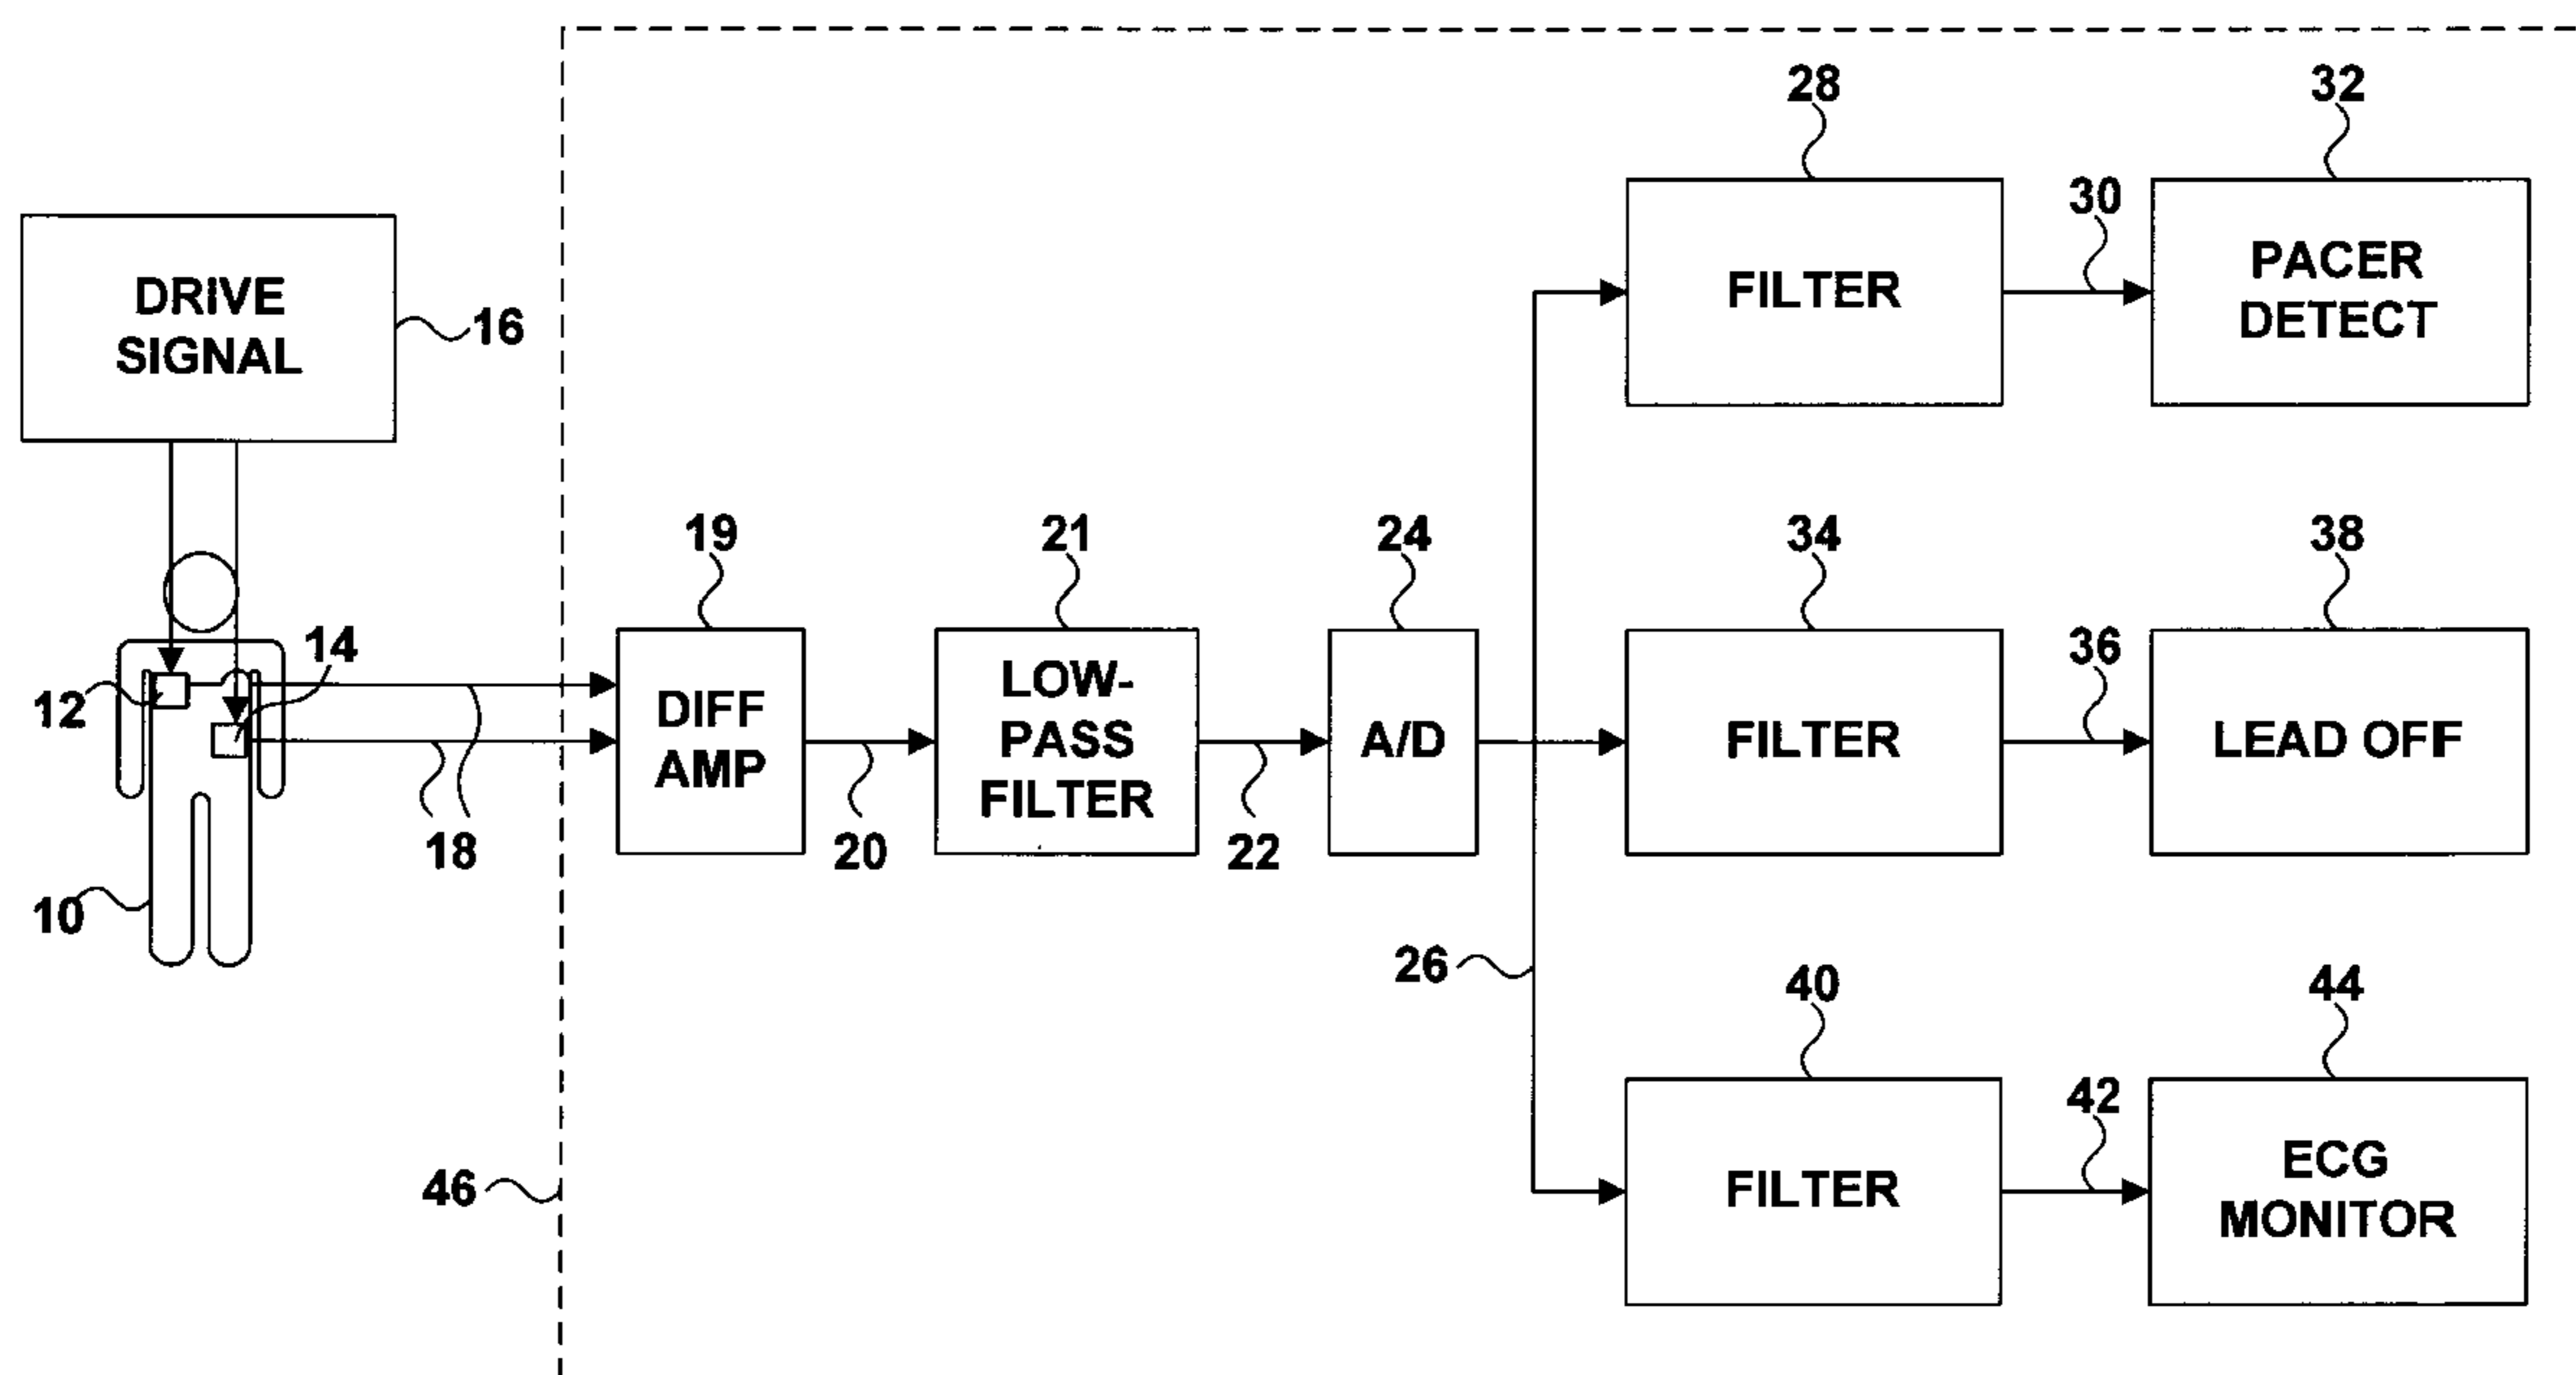 28
32
30
DRIVE
SIGNAL
16
FILTER
PACER
DETECT
19
21
24
34
38
36
14
12
DIFF
AMP
LOW-
PASS
FILTER
A/D
FILTER
LEAD OFF
18
20
22
10
26
40
44
42
46
FILTER
ECG
MONITOR